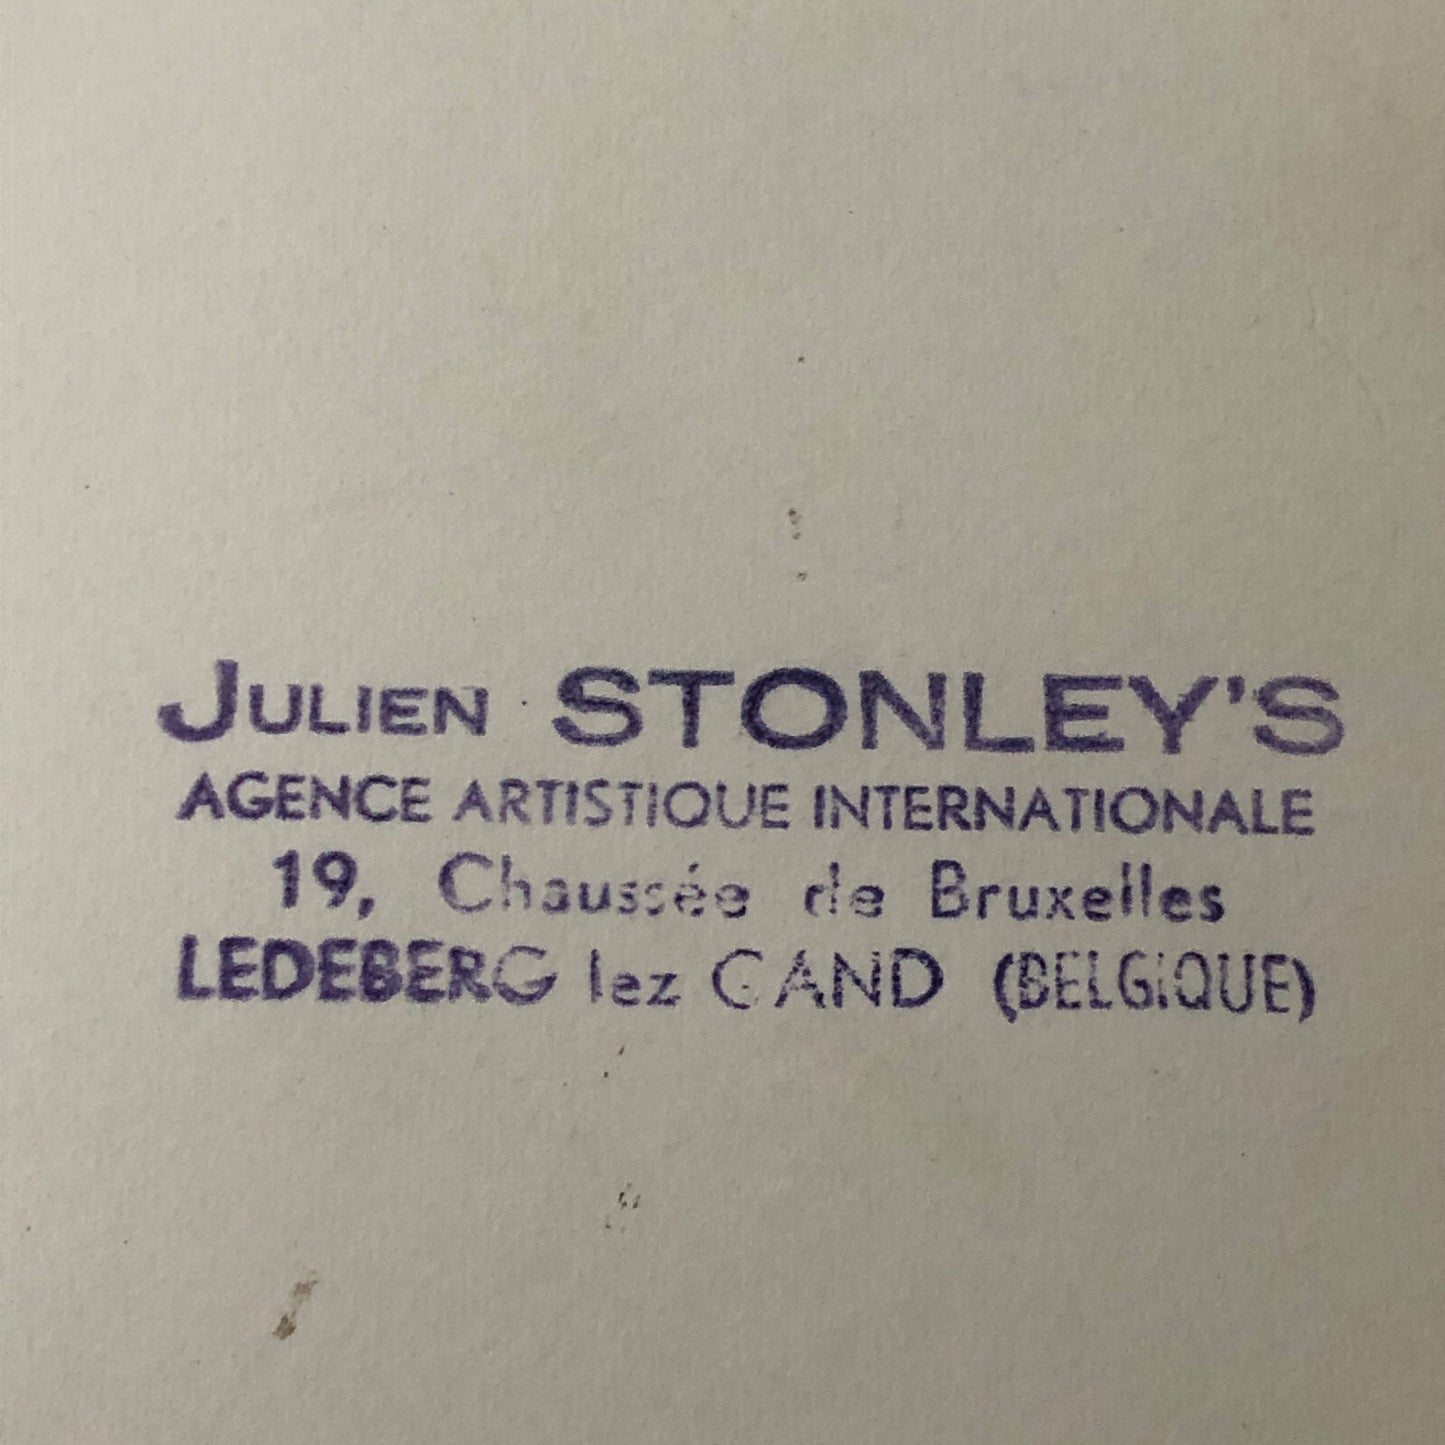 JULIEN STONLEY'S
AGENCE ARTISTIQUE INTERNATIONALE
19, Chaussée de Bruxelles
LEDEBERG lez GAND (BELGIQUE)